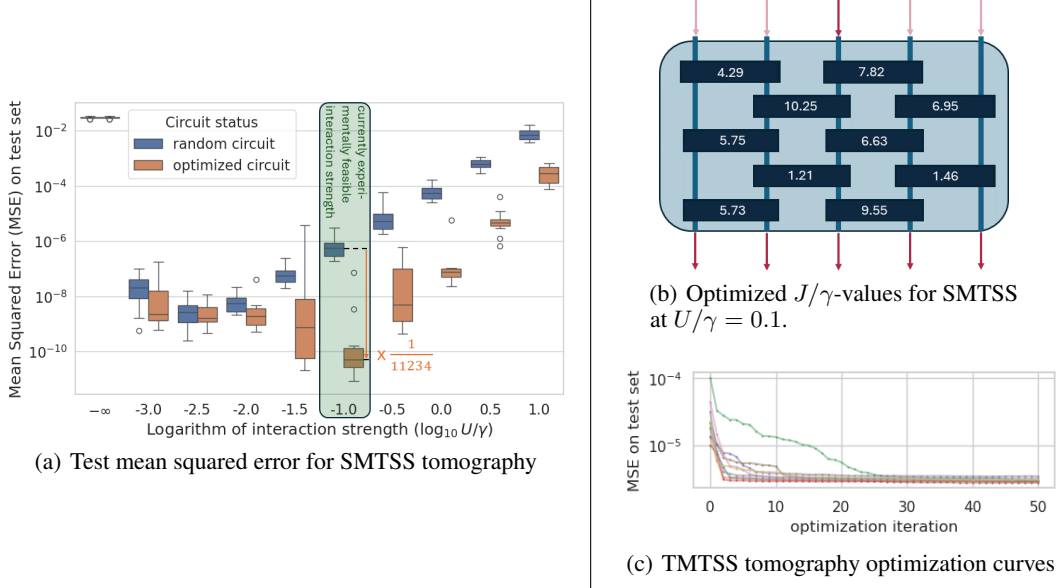 Mean Squared Error (MSE) on test set
10⁻²
10⁻⁴
10⁻⁶
10⁻⁸
10⁻¹⁰
Circuit status
random circuit
optimized circuit
currently experi-
mentally feasible
interaction strength
X 1/11234
−∞ -3.0 -2.5 -2.0 -1.5 -1.0 -0.5 0.0 0.5 1.0
Logarithm of interaction strength (log₁₀ U/γ)
(a) Test mean squared error for SMTSS tomography
4.29 7.82
10.25 6.95
5.75 6.63
1.21 1.46
5.73 9.55
(b) Optimized J/γ-values for SMTSS
at U/γ = 0.1.
MSE on test set
10⁻⁴
10⁻⁵
0 10 20 30 40 50
optimization iteration
(c) TMTSS tomography optimization curves